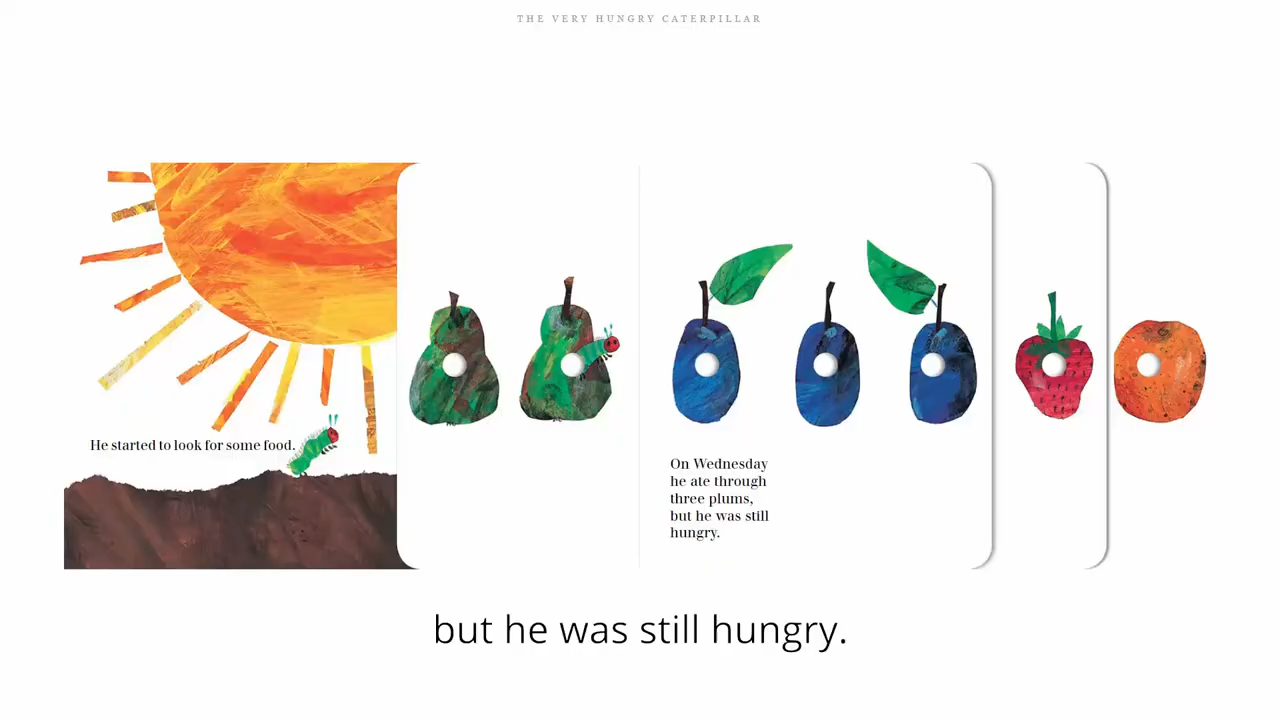 THE VERY HUNGRY CATERPILLAR
He started to look for some food.
On Wednesday
he ate through
three plums,
but he was still
hungry.
but he was still hungry.